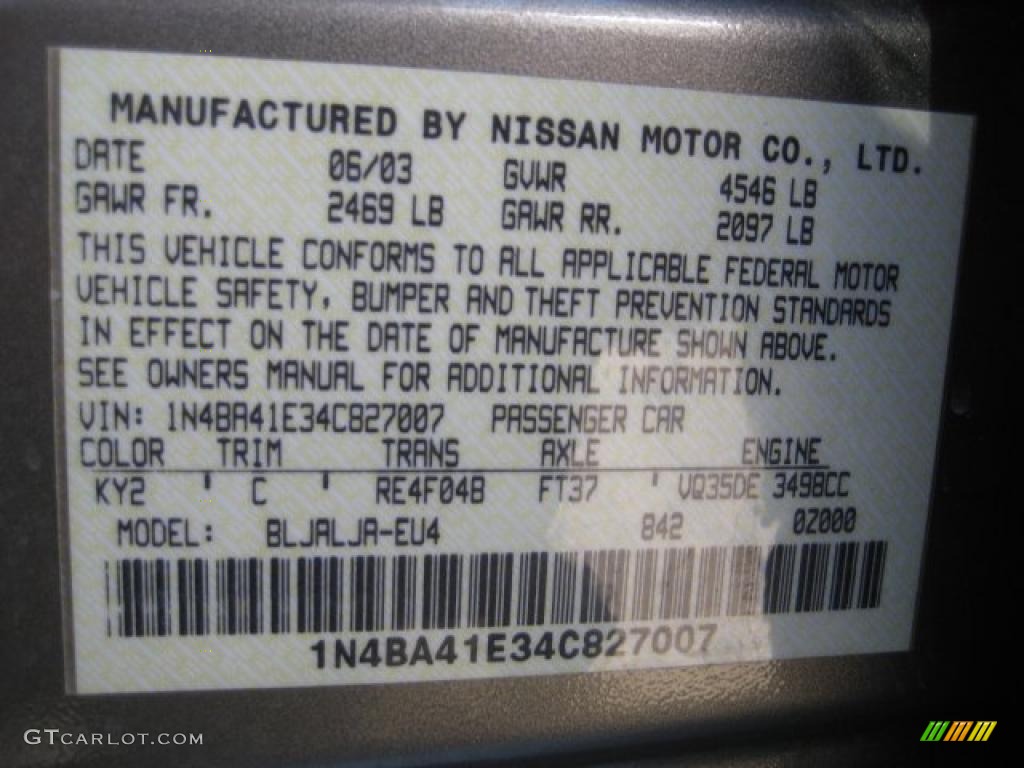 MANUFACTURED BY NISSAN MOTOR CO., LTD.
DATE 06/03 GVWR 4546 LB
GAWR FR. 2469 LB GAWR RR. 2097 LB
THIS VEHICLE CONFORMS TO ALL APPLICABLE FEDERAL MOTOR
VEHICLE SAFETY, BUMPER AND THEFT PREVENTION STANDARDS
IN EFFECT ON THE DATE OF MANUFACTURE SHOWN ABOVE.
SEE OWNERS MANUAL FOR ADDITIONAL INFORMATION.
VIN: 1N4BA41E34C827007 PASSENGER CAR
COLOR TRIM TRANS AXLE ENGINE
KY2 ' C ' RE4F04B FT37 ' VQ35DE 3498CC
MODEL: BLJALJA-EU4 842 0Z000
1N4BA41E34C827007
GTCARLOT.COM